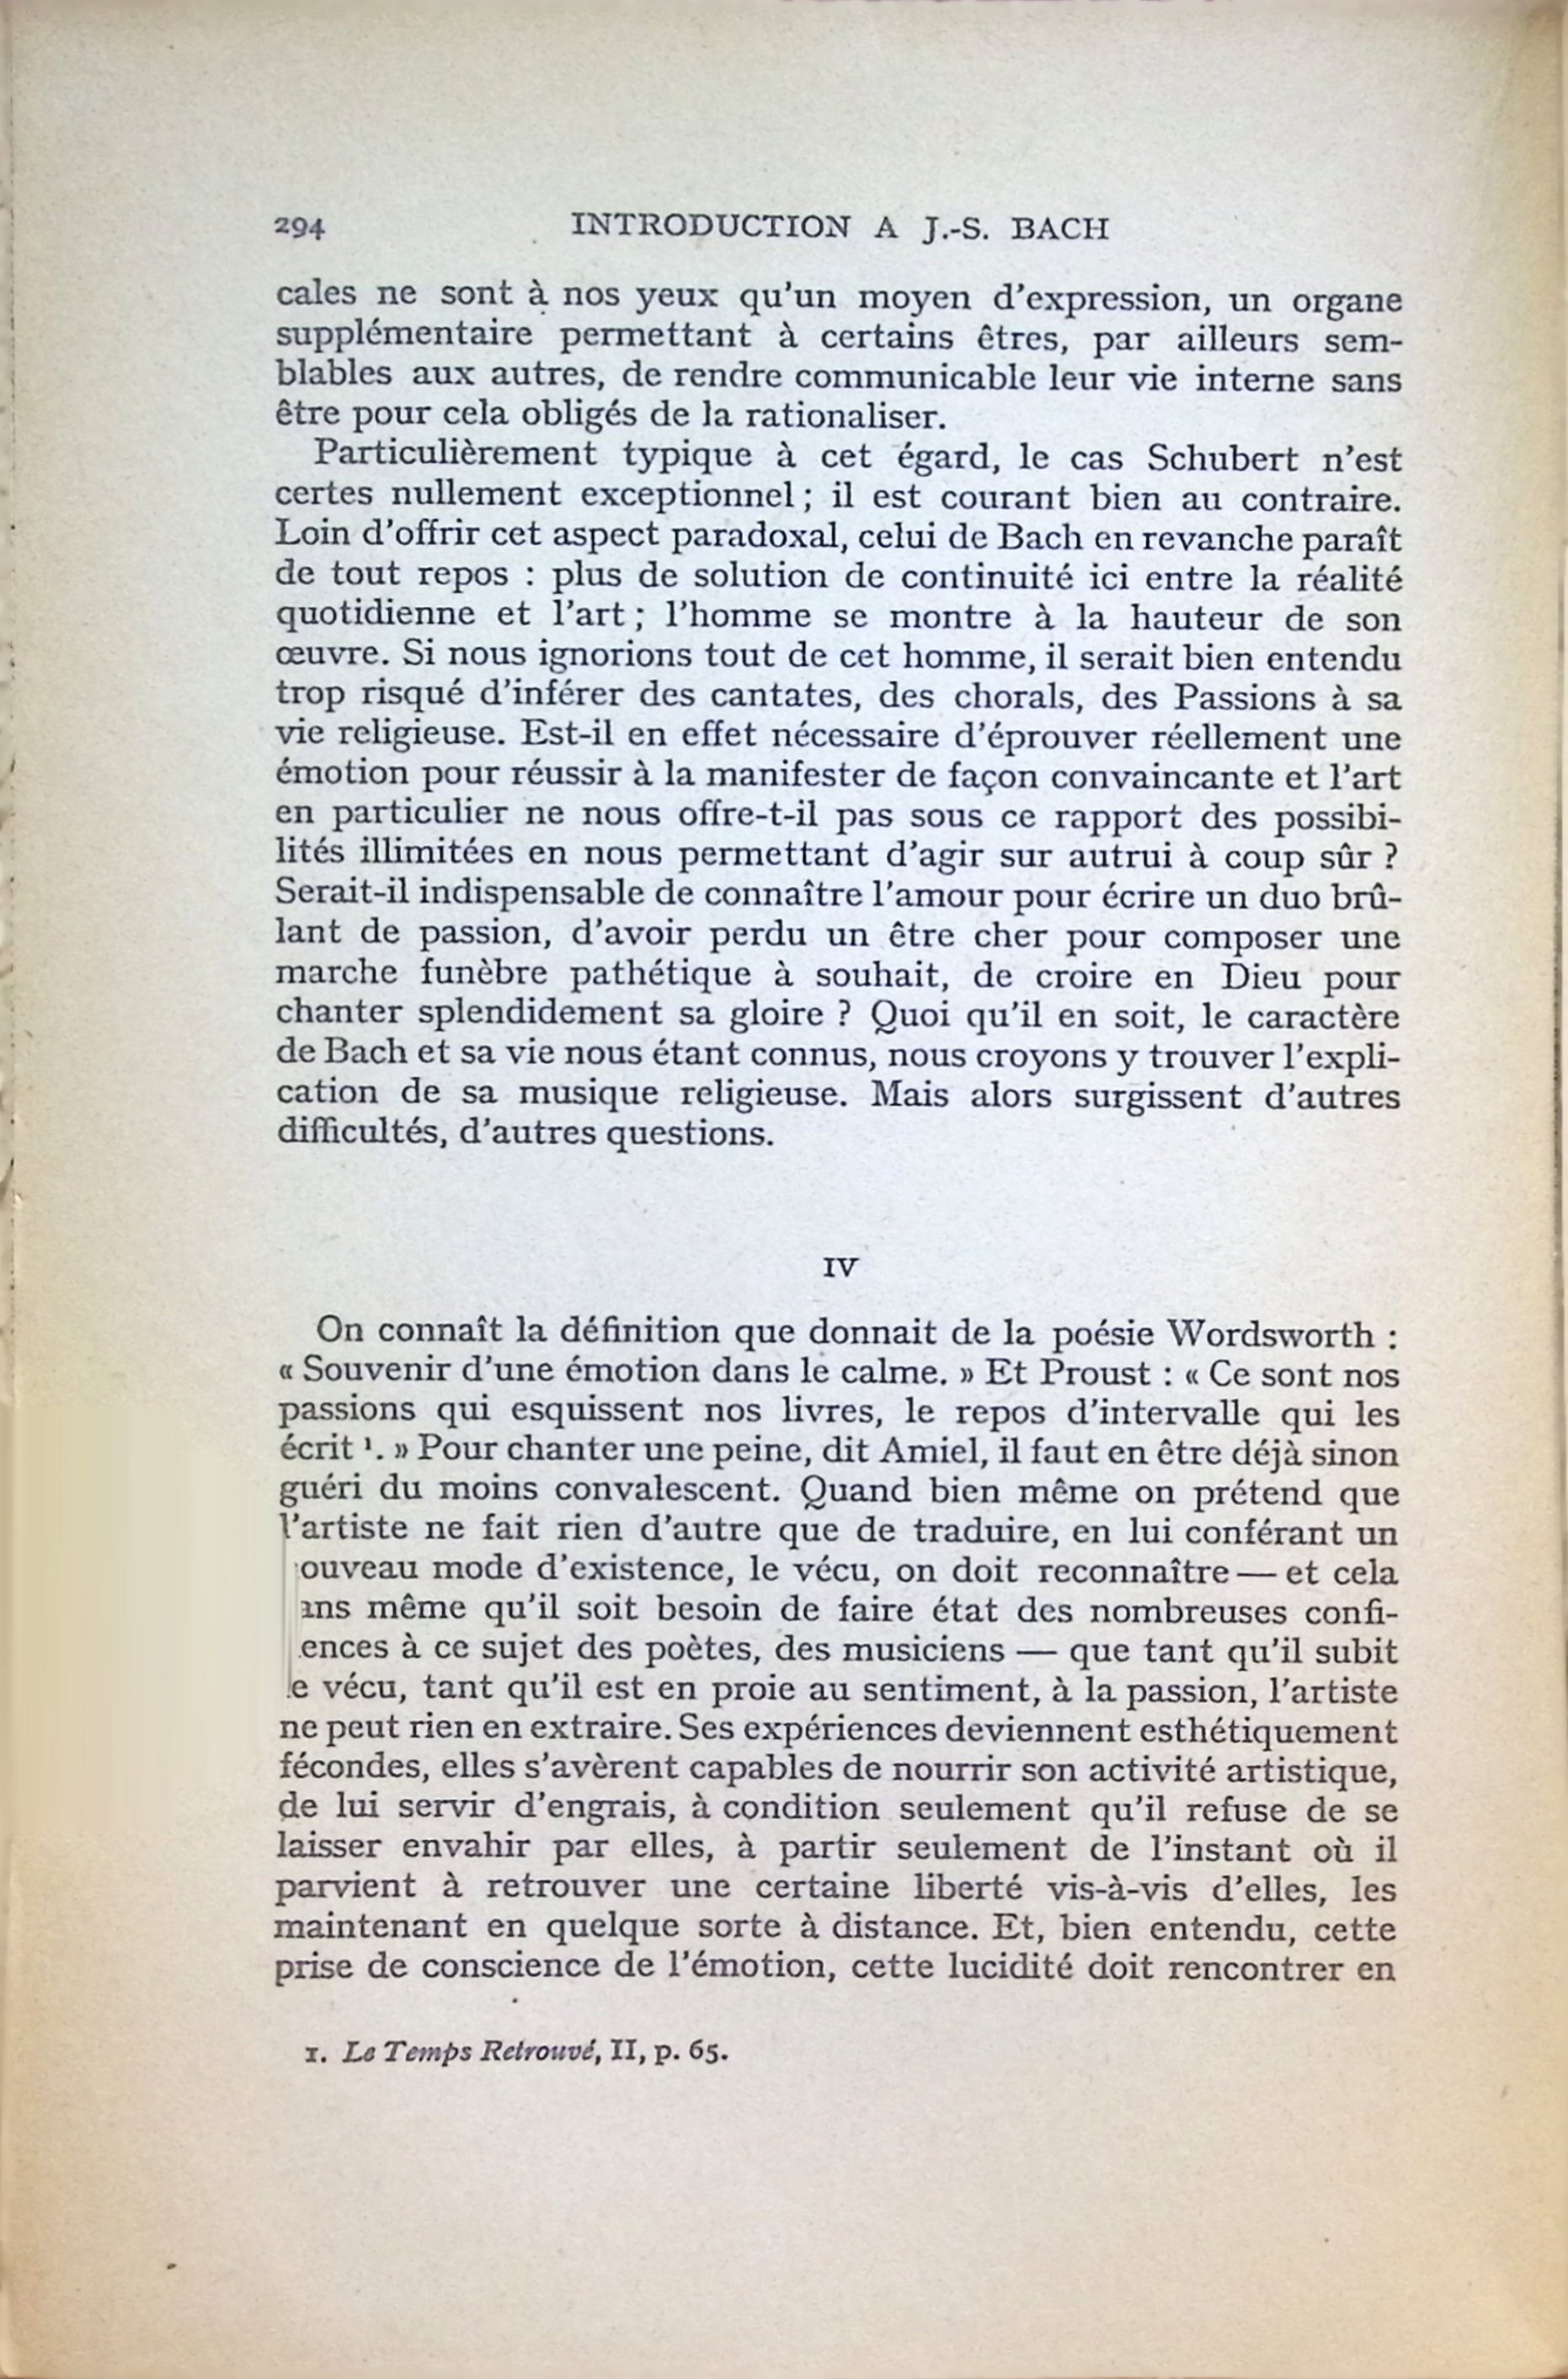 294 INTRODUCTION A J.-S. BACH
cales ne sont à nos yeux qu'un moyen d'expression, un organe
supplémentaire permettant à certains êtres, par ailleurs sem-
blables aux autres, de rendre communicable leur vie interne sans
être pour cela obligés de la rationaliser.
Particulièrement typique à cet égard, le cas Schubert n'est
certes nullement exceptionnel ; il est courant bien au contraire.
Loin d'offrir cet aspect paradoxal, celui de Bach en revanche paraît
de tout repos : plus de solution de continuité ici entre la réalité
quotidienne et l'art ; l'homme se montre à la hauteur de son
œuvre. Si nous ignorions tout de cet homme, il serait bien entendu
trop risqué d'inférer des cantates, des chorals, des Passions à sa
vie religieuse. Est-il en effet nécessaire d'éprouver réellement une
émotion pour réussir à la manifester de façon convaincante et l'art
en particulier ne nous offre-t-il pas sous ce rapport des possibi-
lités illimitées en nous permettant d'agir sur autrui à coup sûr ?
Serait-il indispensable de connaître l'amour pour écrire un duo brû-
lant de passion, d'avoir perdu un être cher pour composer une
marche funèbre pathétique à souhait, de croire en Dieu pour
chanter splendidement sa gloire ? Quoi qu'il en soit, le caractère
de Bach et sa vie nous étant connus, nous croyons y trouver l'expli-
cation de sa musique religieuse. Mais alors surgissent d'autres
difficultés, d'autres questions.
IV
On connaît la définition que donnait de la poésie Wordsworth :
« Souvenir d'une émotion dans le calme. » Et Proust : « Ce sont nos
passions qui esquissent nos livres, le repos d'intervalle qui les
écrit ¹. » Pour chanter une peine, dit Amiel, il faut en être déjà sinon
guéri du moins convalescent. Quand bien même on prétend que
l'artiste ne fait rien d'autre que de traduire, en lui conférant un
ouveau mode d'existence, le vécu, on doit reconnaître — et cela
ans même qu'il soit besoin de faire état des nombreuses confi-
ences à ce sujet des poètes, des musiciens — que tant qu'il subit
le vécu, tant qu'il est en proie au sentiment, à la passion, l'artiste
ne peut rien en extraire. Ses expériences deviennent esthétiquement
fécondes, elles s'avèrent capables de nourrir son activité artistique,
de lui servir d'engrais, à condition seulement qu'il refuse de se
laisser envahir par elles, à partir seulement de l'instant où il
parvient à retrouver une certaine liberté vis-à-vis d'elles, les
maintenant en quelque sorte à distance. Et, bien entendu, cette
prise de conscience de l'émotion, cette lucidité doit rencontrer en
1. Le Temps Retrouvé, II, p. 65.